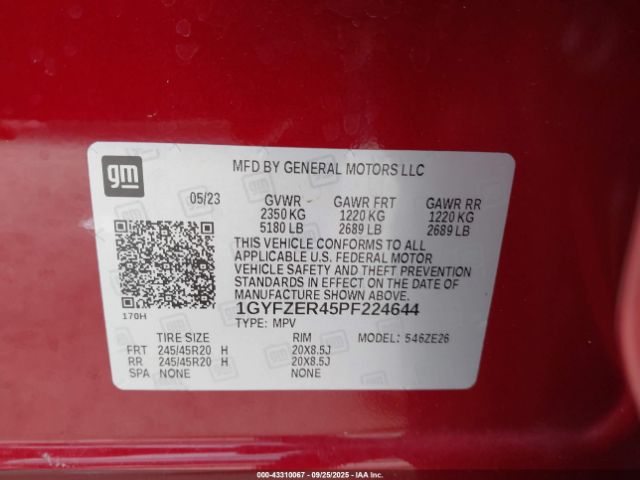 gm
MFD BY GENERAL MOTORS LLC
05/23 GVWR GAWR FRT GAWR RR
2350 KG 1220 KG 1220 KG
5180 LB 2689 LB 2689 LB
THIS VEHICLE CONFORMS TO ALL
APPLICABLE U.S. FEDERAL MOTOR
VEHICLE SAFETY AND THEFT PREVENTION
STANDARDS IN EFFECT ON THE DATE OF
MANUFACTURE SHOWN ABOVE.
170H 1GYFZER45PF224644
TYPE: MPV MODEL: 546ZE26
TIRE SIZE RIM
FRT 245/45R20 H 20X8.5J
RR 245/45R20 H 20X8.5J
SPA NONE NONE
© IAA, LLC 000-43310067 | 09/25/2025 | IAAI.COM